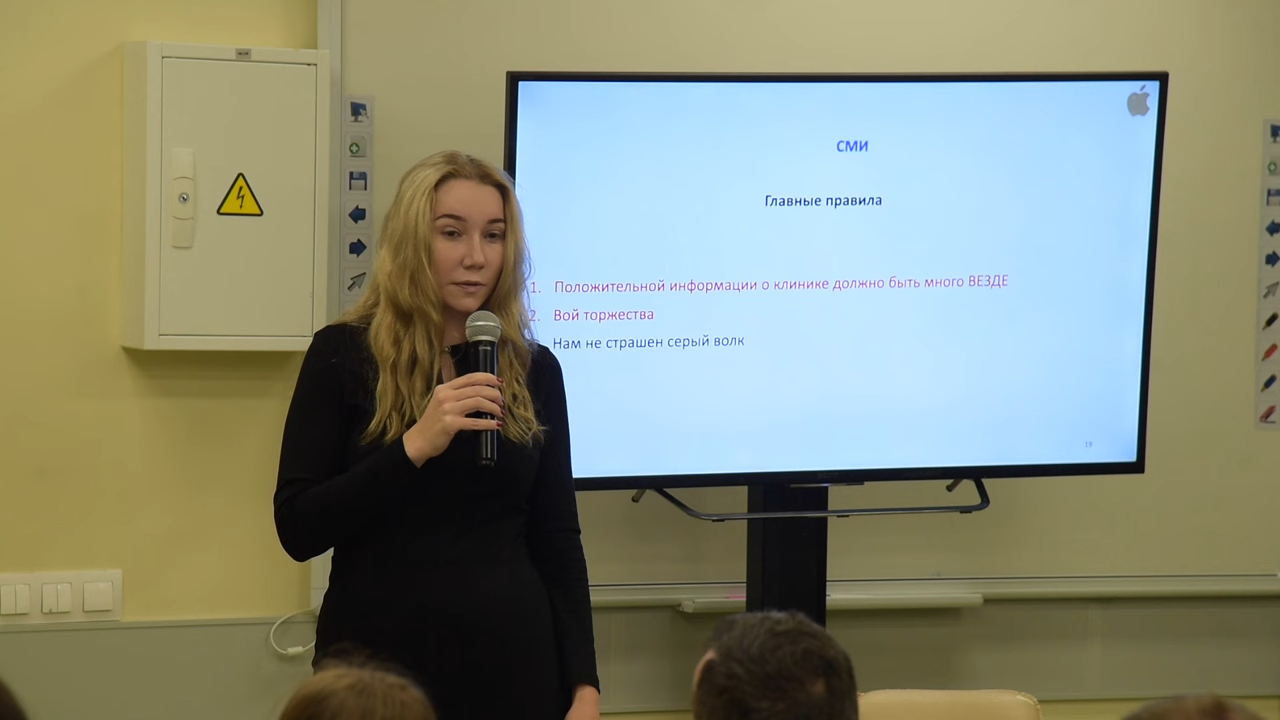 СМИ
Главные правила
1. Положительной информации о клинике должно быть много ВЕЗДЕ
2. Вой торжества
Нам не страшен серый волк
19